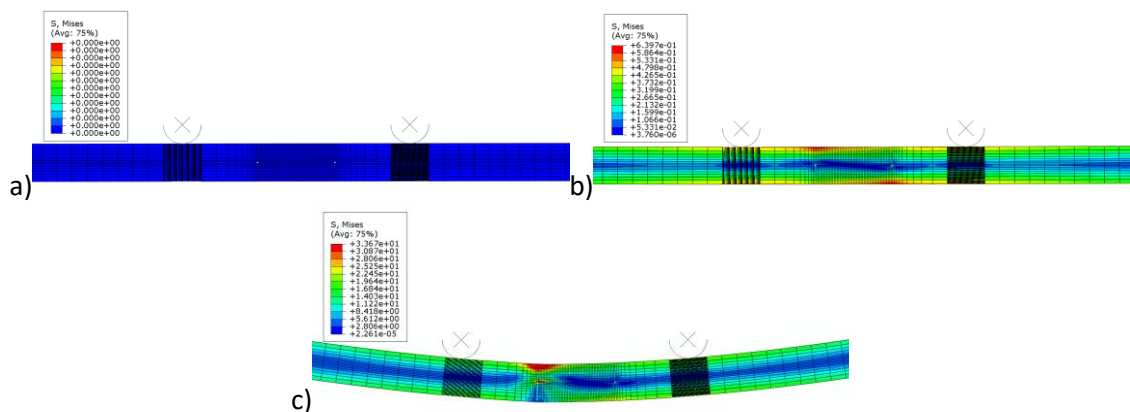 S, Mises
(Avg: 75%)
+0.000e+00
+0.000e+00
+0.000e+00
+0.000e+00
+0.000e+00
+0.000e+00
+0.000e+00
+0.000e+00
+0.000e+00
+0.000e+00
+0.000e+00
+0.000e+00
+0.000e+00
a)
S, Mises
(Avg: 75%)
+6.397e-01
+5.864e-01
+5.331e-01
+4.798e-01
+4.265e-01
+3.732e-01
+3.199e-01
+2.665e-01
+2.132e-01
+1.599e-01
+1.066e-01
+5.331e-02
+3.760e-06
b)
S, Mises
(Avg: 75%)
+3.367e+01
+3.087e+01
+2.806e+01
+2.525e+01
+2.245e+01
+1.964e+01
+1.684e+01
+1.403e+01
+1.122e+01
+8.418e+00
+5.612e+00
+2.806e+00
+2.261e-05
c)